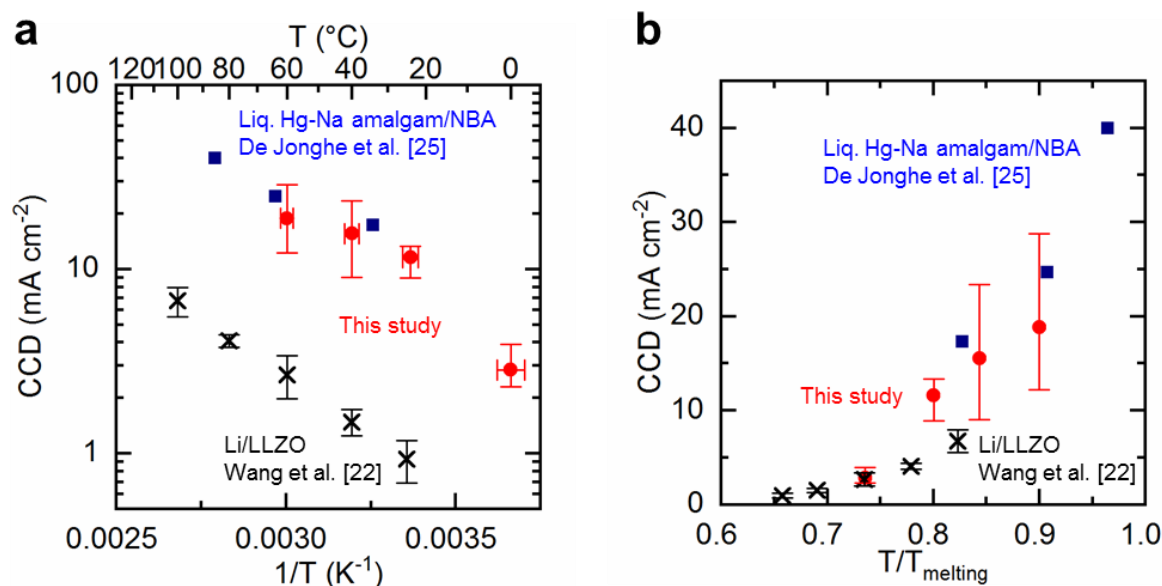 a
T (°C)
120 100 80 60 40 20 0
100
10
1
CCD (mA cm⁻²)
Liq. Hg-Na amalgam/NBA
De Jonghe et al. [25]
This study
Li/LLZO
Wang et al. [22]
0.0025 0.0030 0.0035
1/T (K⁻¹)
b
40
30
20
10
0
CCD (mA cm⁻²)
Liq. Hg-Na amalgam/NBA
De Jonghe et al. [25]
This study
Li/LLZO
Wang et al. [22]
0.6 0.7 0.8 0.9 1.0
T/Tmelting